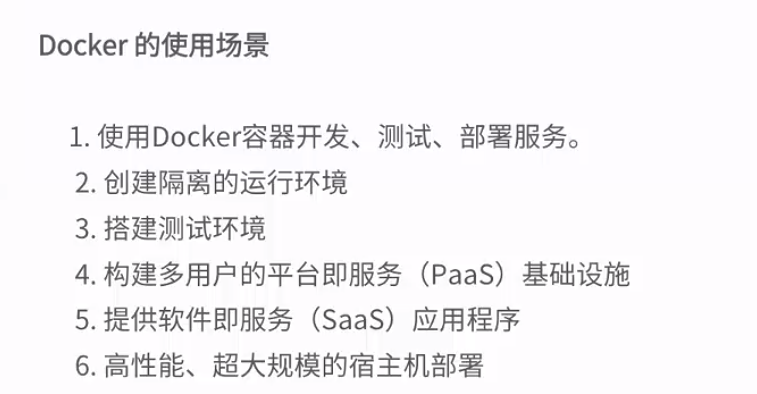 Docker 的使用场景
1. 使用Docker容器开发、测试、部署服务。
2. 创建隔离的运行环境
3. 搭建测试环境
4. 构建多用户的平台即服务（PaaS）基础设施
5. 提供软件即服务（SaaS）应用程序
6. 高性能、超大规模的宿主机部署